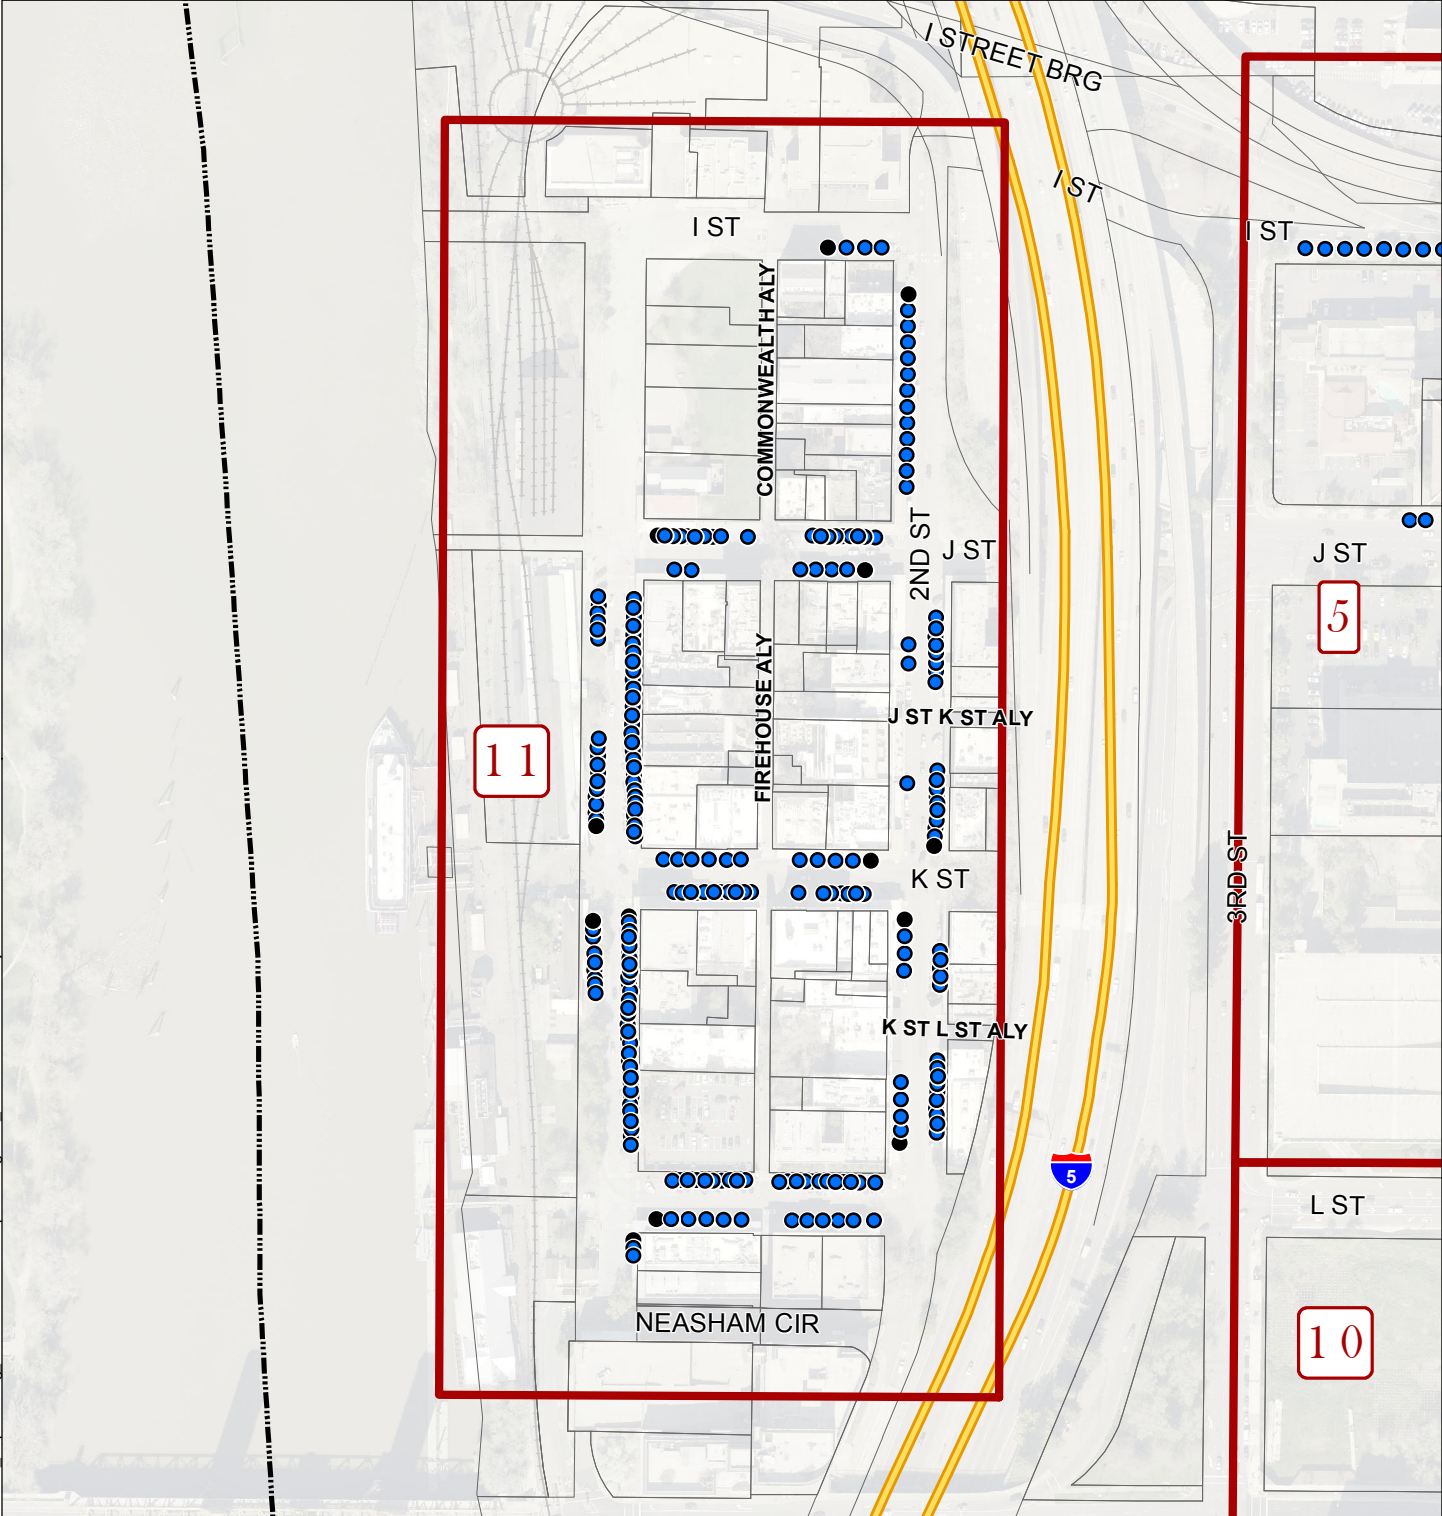 I STREET BRG
I ST
I ST
I ST
COMMONWEALTH ALY
2ND ST
J ST
J ST
5
FIREHOUSE ALY
J ST K ST ALY
11
3RD ST
K ST
K ST L ST ALY
5
L ST
NEASHAM CIR
10